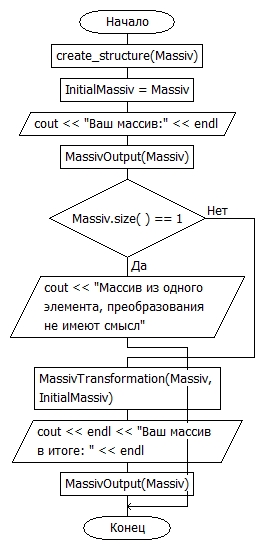 Начало
create_structure(Massiv)
InitialMassiv = Massiv
cout << "Ваш массив:" << endl
MassivOutput(Massiv)
Massiv.size( ) == 1
Нет
Да
cout << "Массив из одного
элемента, преобразования
не имеют смысл"
MassivTransformation(Massiv,
InitialMassiv)
cout << endl << "Ваш массив
в итоге: " << endl
MassivOutput(Massiv)
Конец